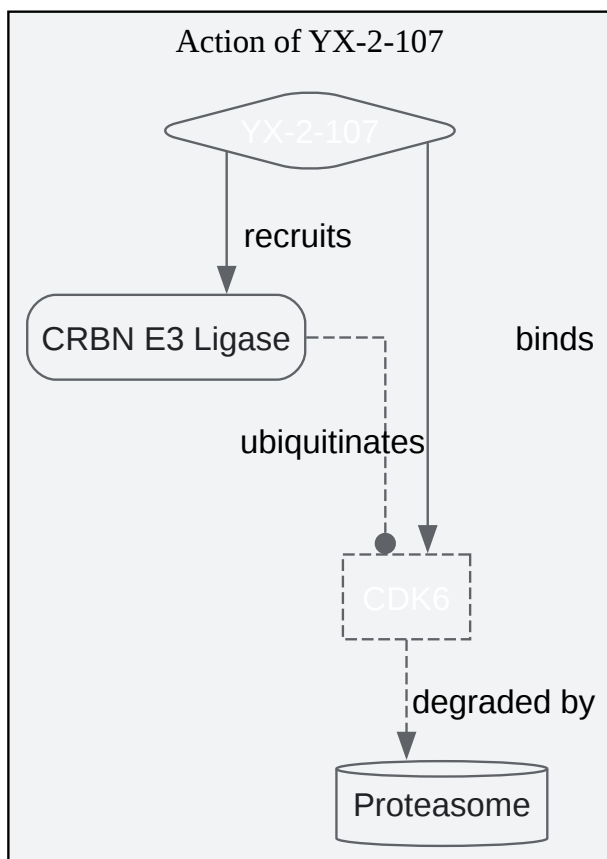 Action of YX-2-107
YX-2-107
recruits
CRBN E3 Ligase
binds
ubiquitinates
CDK6
degraded by
Proteasome